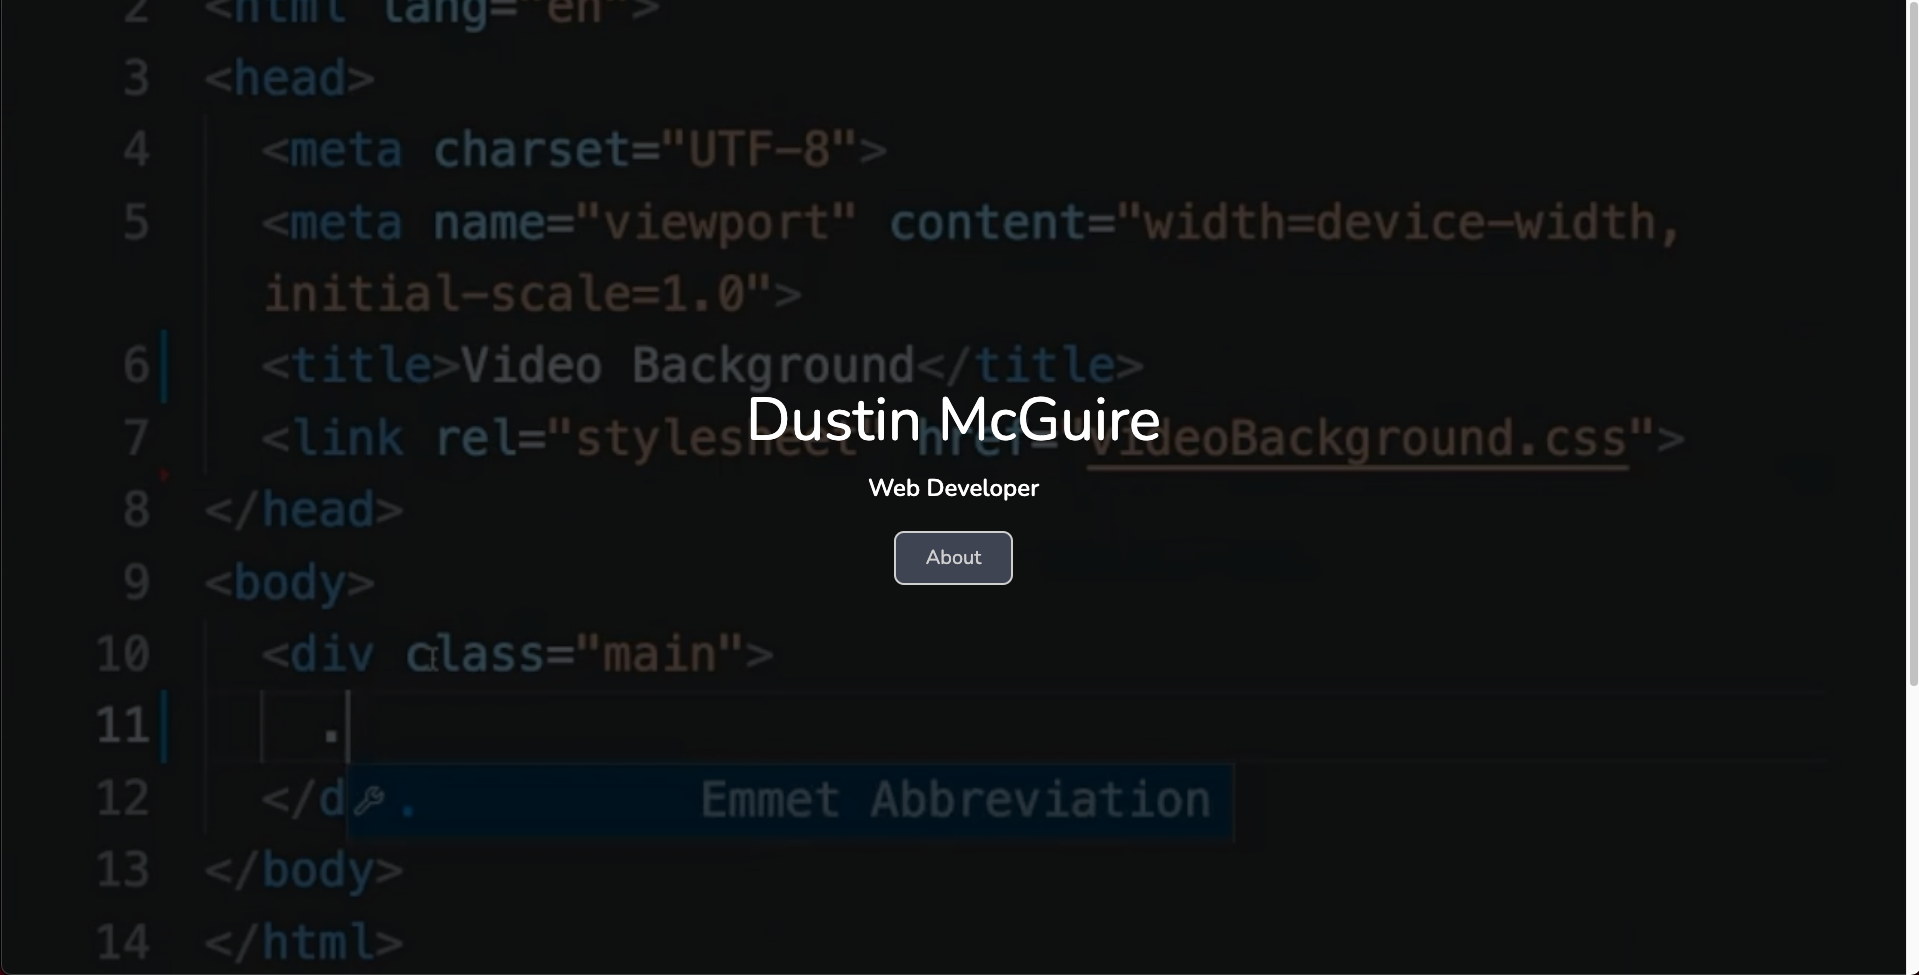 2 <html lang="en">
3 <head>
4 <meta charset="UTF-8">
5 <meta name="viewport" content="width=device-width,
initial-scale=1.0">
6 <title>Video Background</title>
Dustin McGuire
7 <link rel="stylesheet" href="videoBackground.css">
Web Developer
8 </head>
About
9 <body>
10 <div class="main">
11 .
12 </d . Emmet Abbreviation
13 </body>
14 </html>